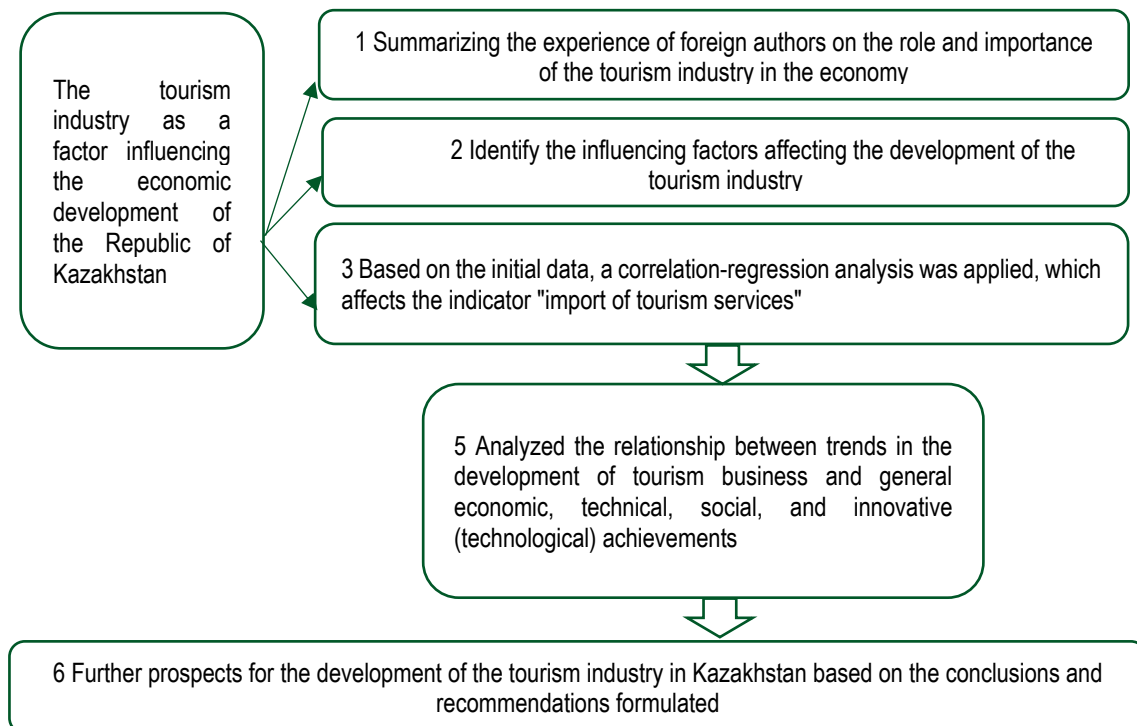 The tourism
industry as a
factor influencing
the economic
development of
the Republic of
Kazakhstan
1 Summarizing the experience of foreign authors on the role and importance
of the tourism industry in the economy
2 Identify the influencing factors affecting the development of the
tourism industry
3 Based on the initial data, a correlation-regression analysis was applied, which
affects the indicator "import of tourism services"
5 Analyzed the relationship between trends in the
development of tourism business and general
economic, technical, social, and innovative
(technological) achievements
6 Further prospects for the development of the tourism industry in Kazakhstan based on the conclusions and
recommendations formulated